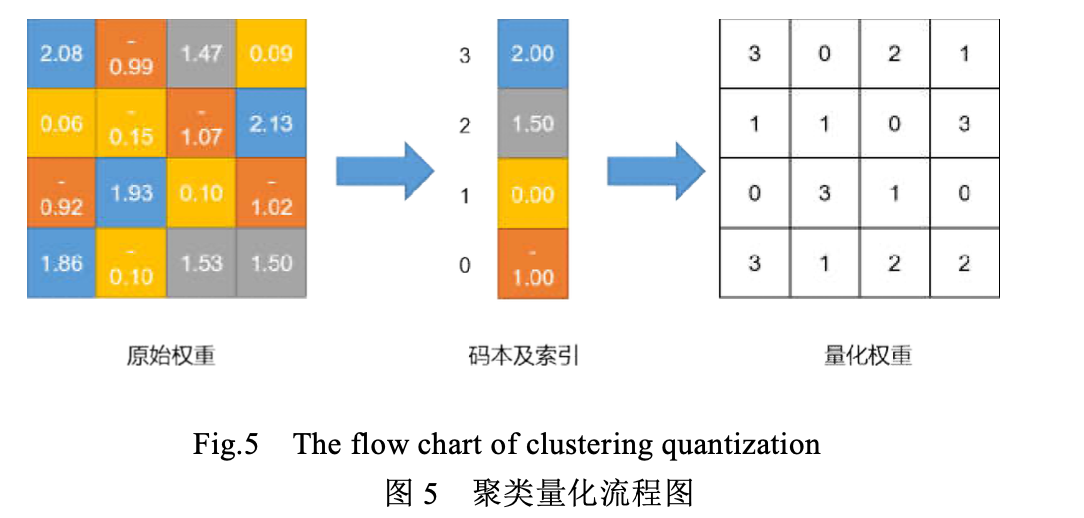 2.08 -0.99 1.47 0.09
0.06 -0.15 -1.07 2.13
-0.92 1.93 0.10 -1.02
1.86 -0.10 1.53 1.50
3 2.00
2 1.50
1 0.00
0 -1.00
3 0 2 1
1 1 0 3
0 3 1 0
3 1 2 2
原始权重
码本及索引
量化权重
Fig.5 The flow chart of clustering quantization
图 5 聚类量化流程图